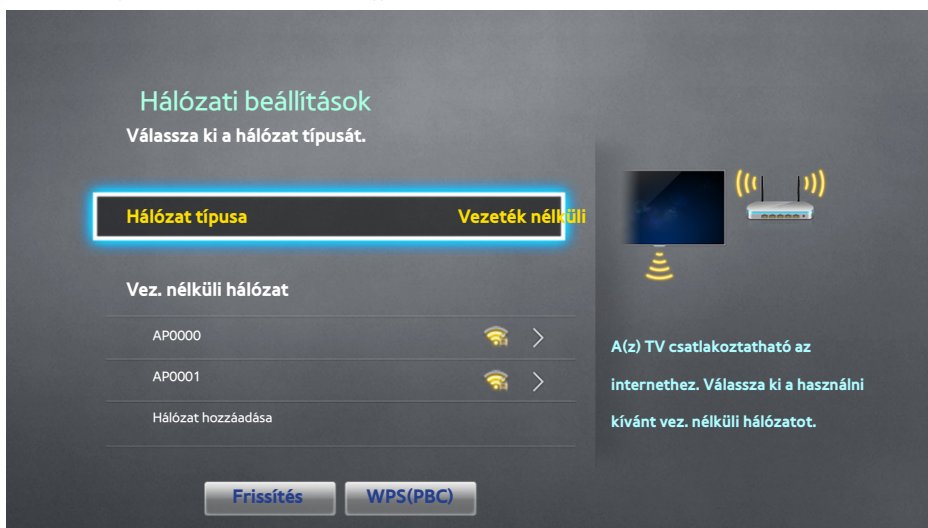 Hálózati beállítások
Válassza ki a hálózat típusát.
Hálózat típusa Vezeték nélküli
Vez. nélküli hálózat
AP0000
AP0001
Hálózat hozzáadása
Frissítés WPS(PBC)
A(z) TV csatlakoztatható az
internethez. Válassza ki a használni
kívánt vez. nélküli hálózatot.